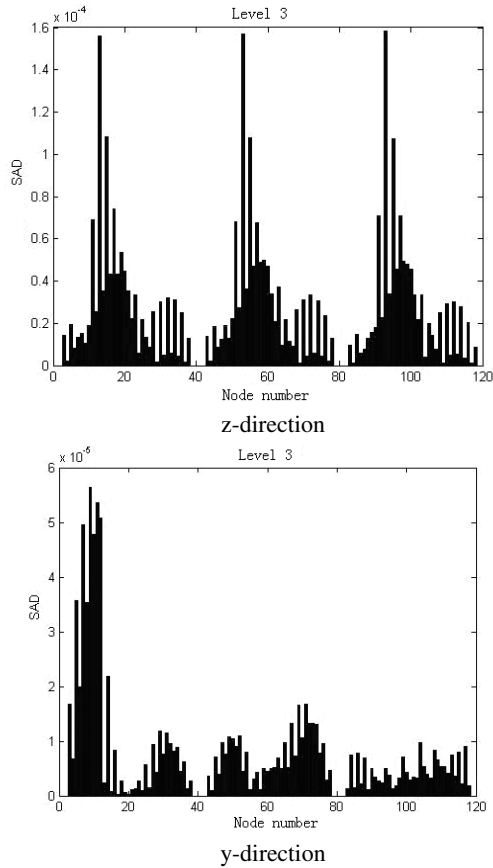 Level 3
x 10⁻⁴
1.6
1.4
1.2
1
0.8
0.6
0.4
0.2
0
SAD
0 20 40 60 80 100 120
Node number
z-direction
Level 3
x 10⁻⁵
6
5
4
3
2
1
0
SAD
0 20 40 60 80 100 120
Node number
y-direction